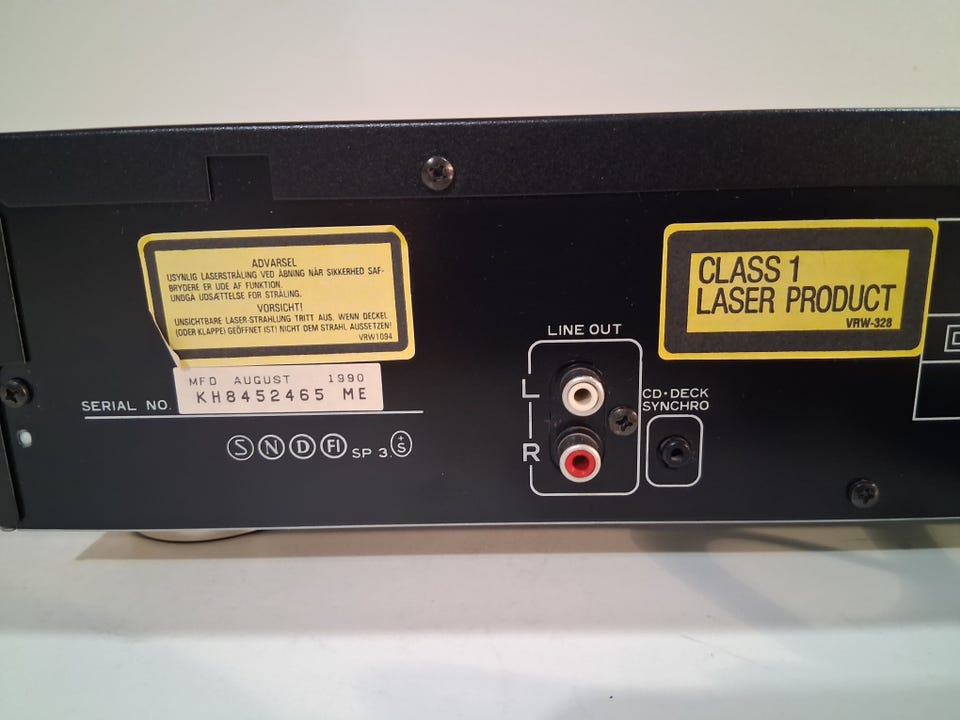 ADVARSEL
USYNLIG LASERSTRÅLING VED ÅBNING NÅR SIKKERHED SAF-
BRYDERE ER UDE AF FUNKTION.
UNDGÅ UDSÆTTELSE FOR STRÅLING.
VORSICHT!
UNSICHTBARE LASER-STRAHLUNG TRITT AUS, WENN DECKEL
(ODER KLAPPE) GEÖFFNET IST! NICHT DEM STRAHL AUSSETZEN!
VRW1094
MFD AUGUST 1990
SERIAL NO. KH8452465 ME
S N D FI SP 3. +S
LINE OUT
L
R
CD•DECK
SYNCHRO
CLASS 1
LASER PRODUCT
VRW-328